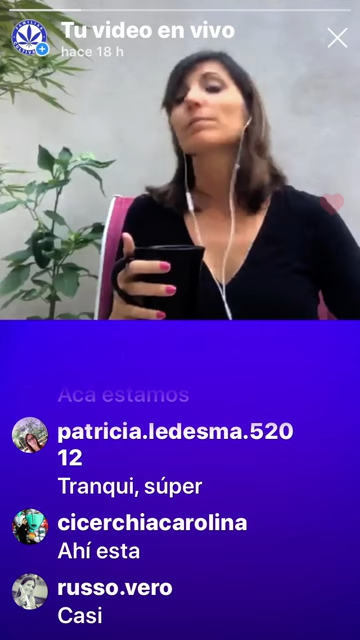 Tu video en vivo
hace 18 h
Acá estamos
patricia.ledesma.520
12
Tranqui, súper
cicerchiacarolina
Ahí esta
russo.vero
Casi